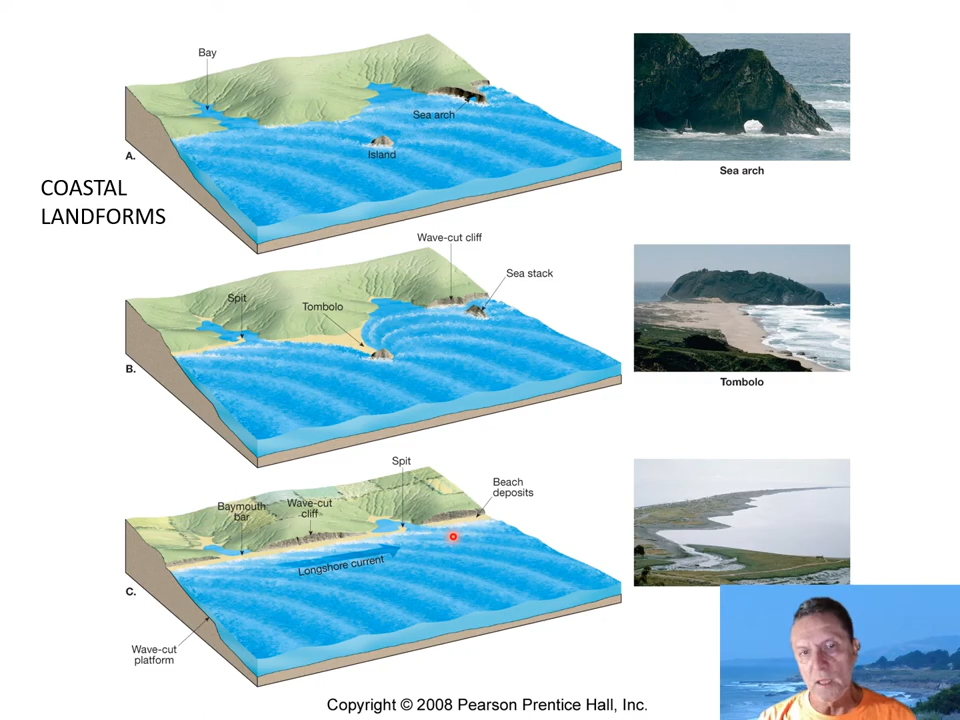 Bay
Sea arch
Island
A.
Sea arch
COASTAL
LANDFORMS
Wave-cut cliff
Sea stack
Spit
Tombolo
B.
Tombolo
Spit
Beach
deposits
Baymouth
bar
Wave-cut
cliff
Longshore current
C.
Wave-cut
platform
Copyright © 2008 Pearson Prentice Hall, Inc.